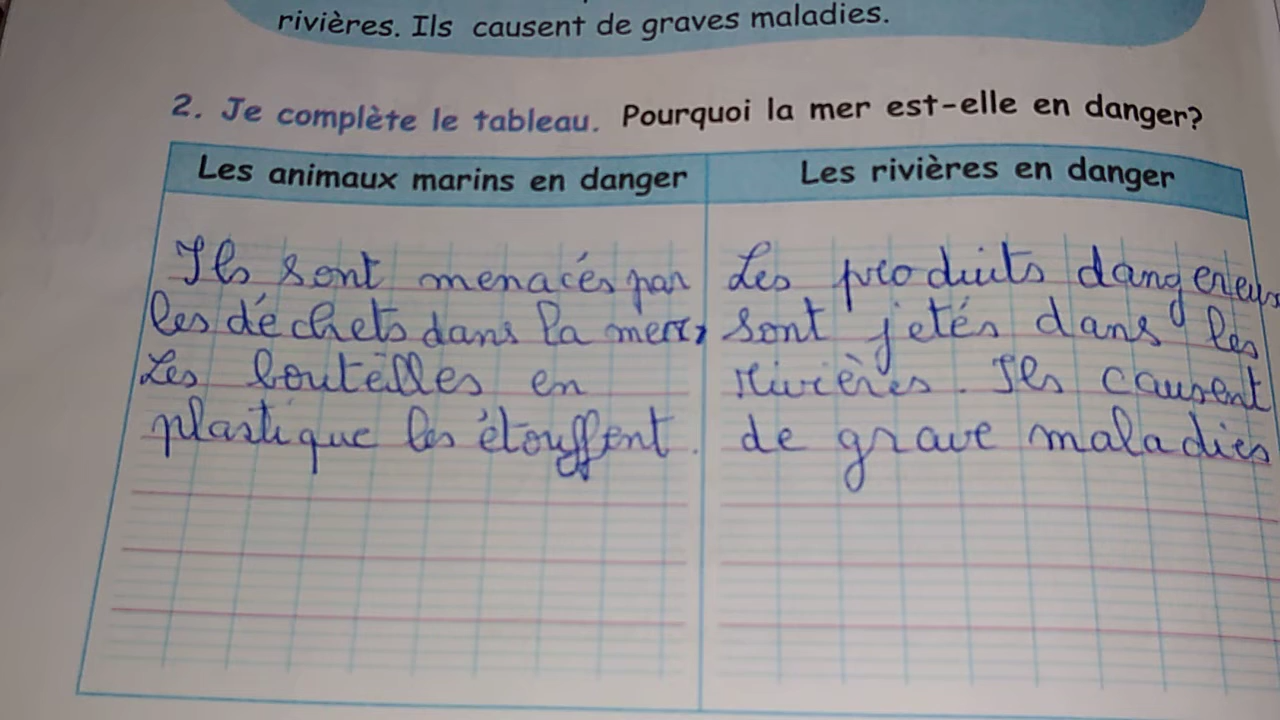 rivières. Ils causent de graves maladies.
2. Je complète le tableau. Pourquoi la mer est-elle en danger?
Les animaux marins en danger
Ils sont menacés par
les déchets dans la mer,
Les bouteilles en
plastique les étouffent.
Les rivières en danger
Les produits dangereux
sont jetés dans les
rivières. Ils causent
de grave maladies